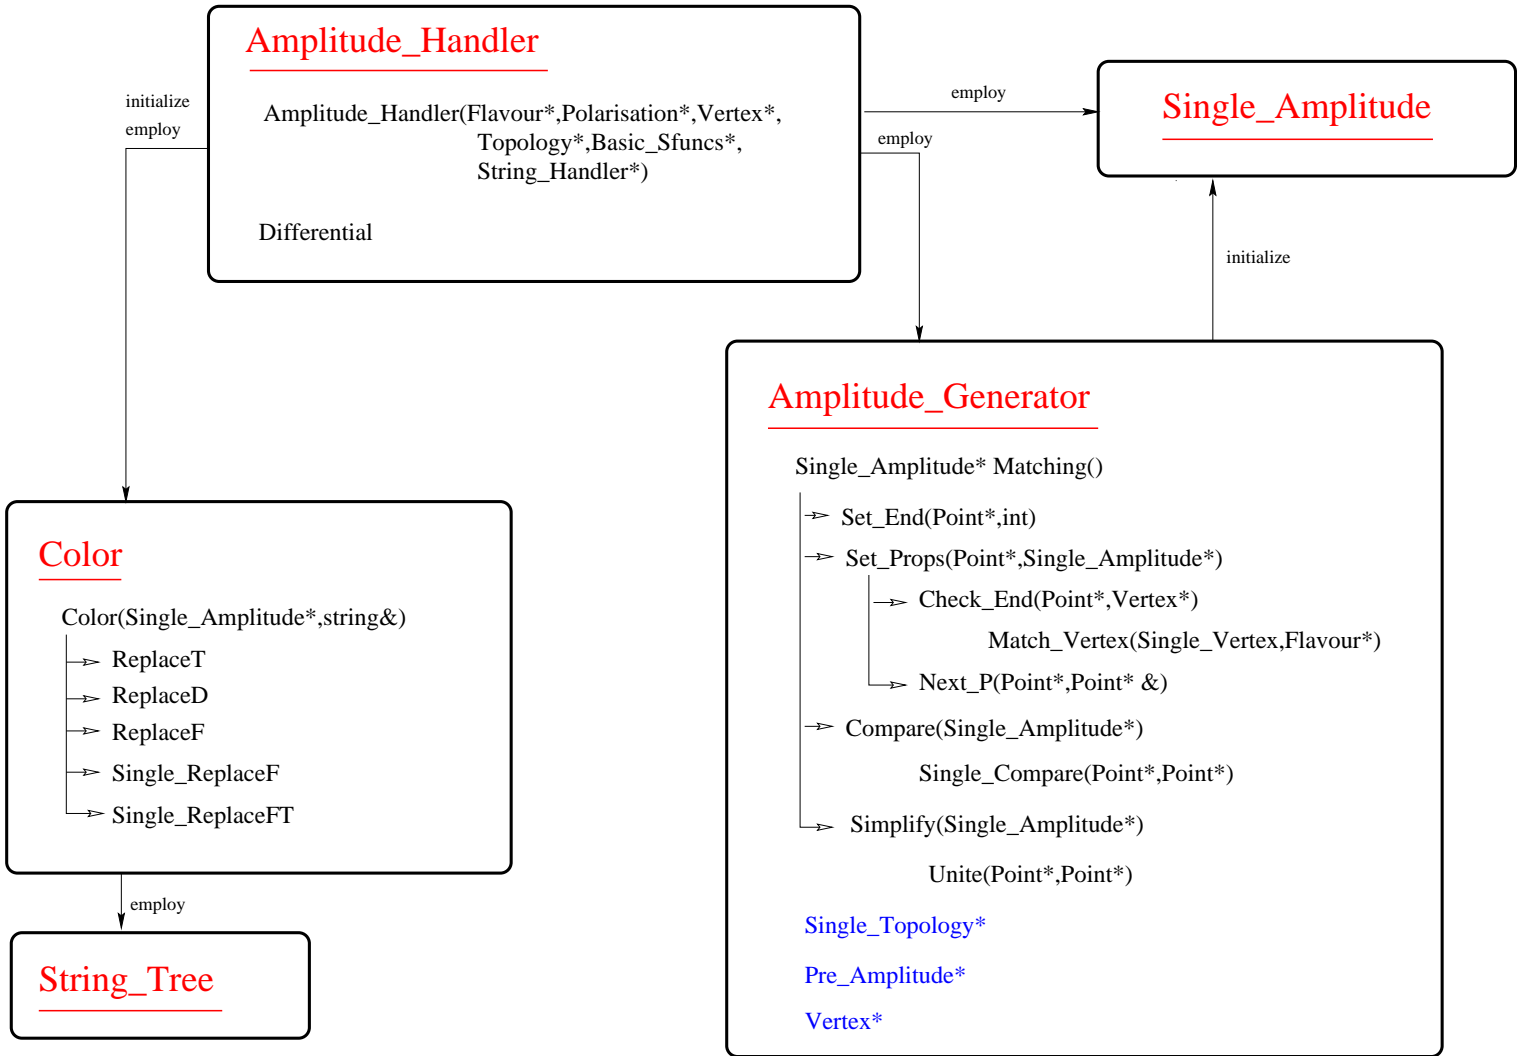 Amplitude_Handler
Amplitude_Handler(Flavour*,Polarisation*,Vertex*,
Topology*,Basic_Sfuncs*,
String_Handler*)
Differential
initialize
employ
employ
employ
Single_Amplitude
initialize
Amplitude_Generator
Single_Amplitude* Matching()
Set_End(Point*,int)
Set_Props(Point*,Single_Amplitude*)
Check_End(Point*,Vertex*)
Match_Vertex(Single_Vertex,Flavour*)
Next_P(Point*,Point* &)
Compare(Single_Amplitude*)
Single_Compare(Point*,Point*)
Simplify(Single_Amplitude*)
Unite(Point*,Point*)
Single_Topology*
Pre_Amplitude*
Vertex*
Color
Color(Single_Amplitude*,string&)
ReplaceT
ReplaceD
ReplaceF
Single_ReplaceF
Single_ReplaceFT
employ
String_Tree